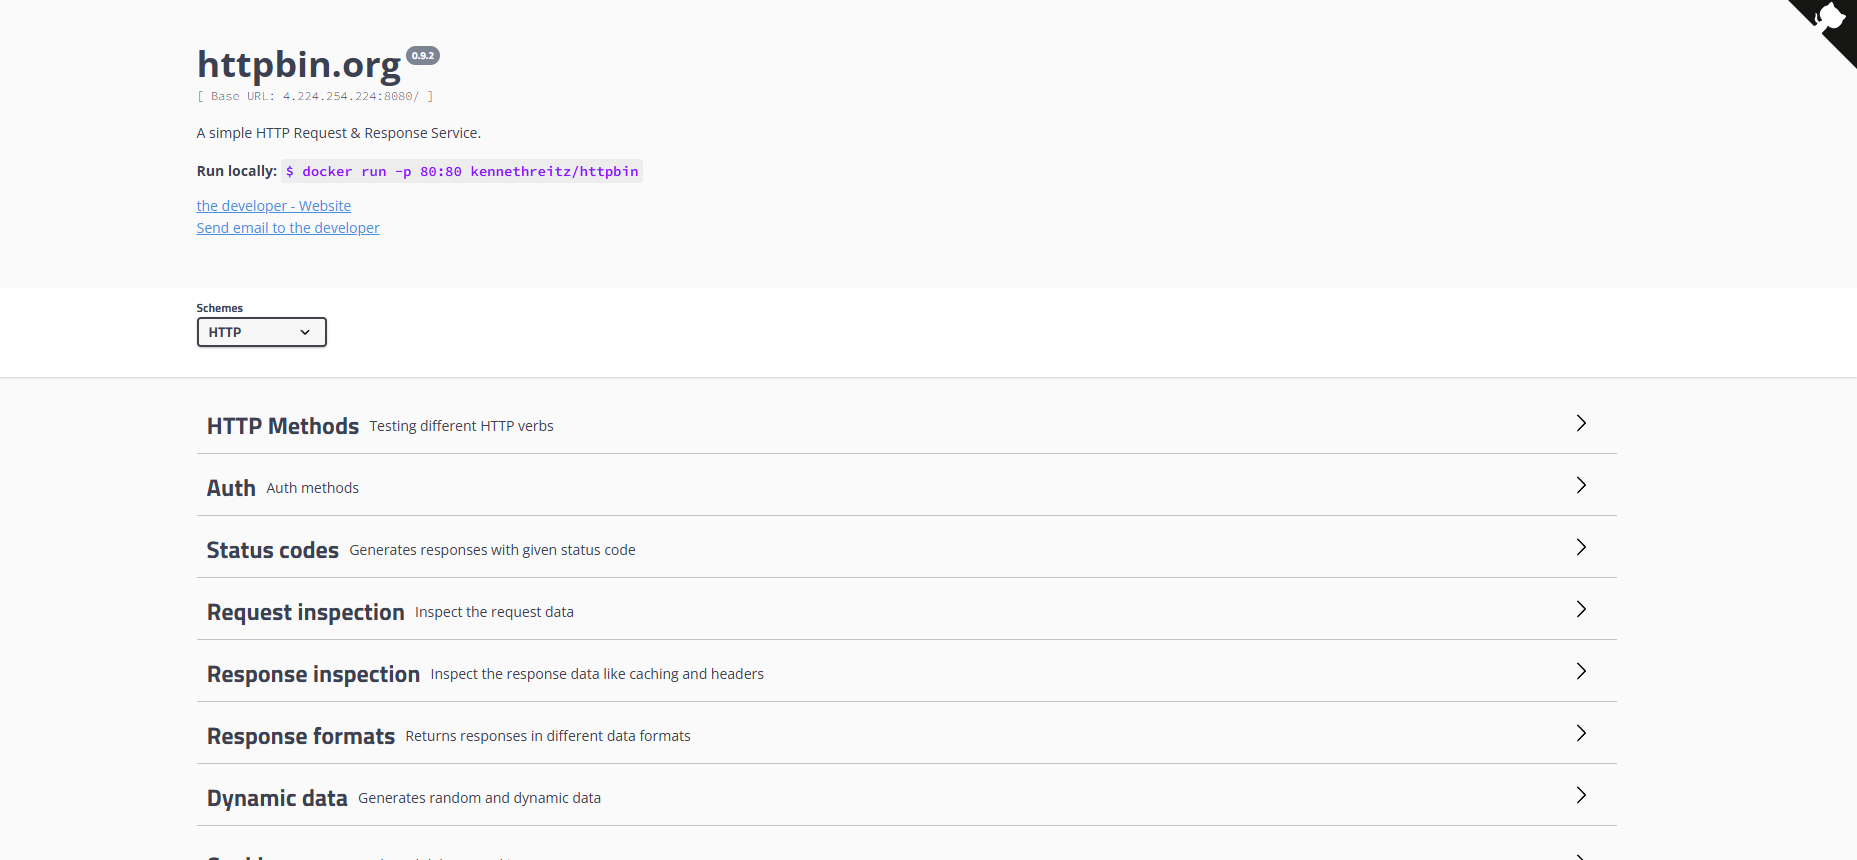 httpbin.org 0.9.2
[ Base URL: 4.224.254.224:8080/ ]
A simple HTTP Request & Response Service.
Run locally: $ docker run -p 80:80 kennethreitz/httpbin
the developer - Website
Send email to the developer
Schemes
HTTP
HTTP Methods Testing different HTTP verbs
Auth Auth methods
Status codes Generates responses with given status code
Request inspection Inspect the request data
Response inspection Inspect the response data like caching and headers
Response formats Returns responses in different data formats
Dynamic data Generates random and dynamic data